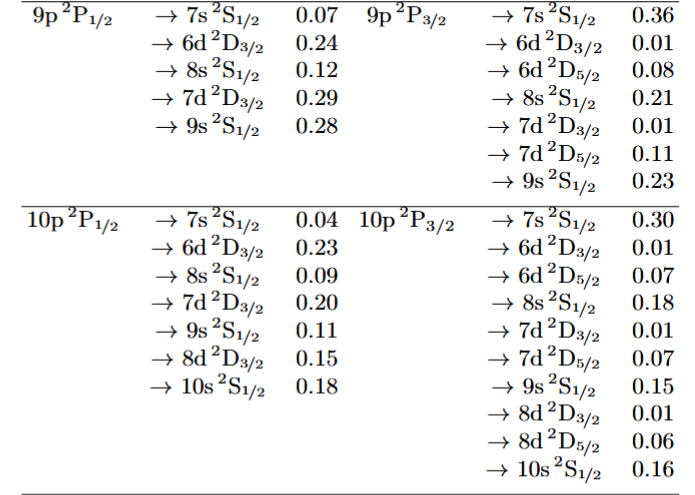 9p ²P₁/₂ → 7s ²S₁/₂ 0.07 9p ²P₃/₂ → 7s ²S₁/₂ 0.36
→ 6d ²D₃/₂ 0.24 → 6d ²D₃/₂ 0.01
→ 8s ²S₁/₂ 0.12 → 6d ²D₅/₂ 0.08
→ 7d ²D₃/₂ 0.29 → 8s ²S₁/₂ 0.21
→ 9s ²S₁/₂ 0.28 → 7d ²D₃/₂ 0.01
→ 7d ²D₅/₂ 0.11
→ 9s ²S₁/₂ 0.23
10p ²P₁/₂ → 7s ²S₁/₂ 0.04 10p ²P₃/₂ → 7s ²S₁/₂ 0.30
→ 6d ²D₃/₂ 0.23 → 6d ²D₃/₂ 0.01
→ 8s ²S₁/₂ 0.09 → 6d ²D₅/₂ 0.07
→ 7d ²D₃/₂ 0.20 → 8s ²S₁/₂ 0.18
→ 9s ²S₁/₂ 0.11 → 7d ²D₃/₂ 0.01
→ 8d ²D₃/₂ 0.15 → 7d ²D₅/₂ 0.07
→ 10s ²S₁/₂ 0.18 → 9s ²S₁/₂ 0.15
→ 8d ²D₃/₂ 0.01
→ 8d ²D₅/₂ 0.06
→ 10s ²S₁/₂ 0.16